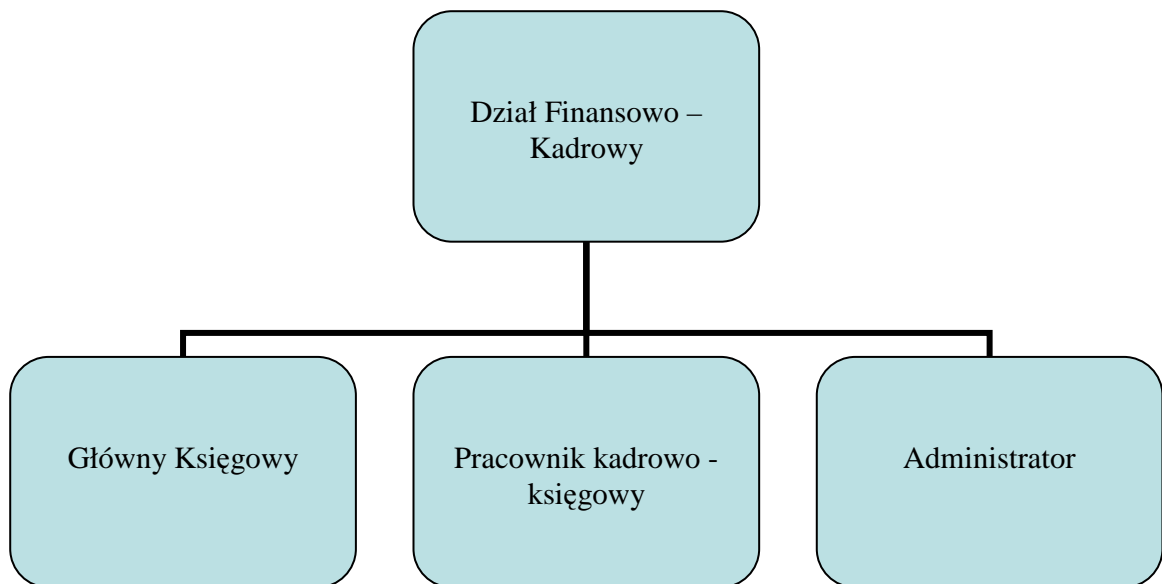 Dział Finansowo –
Kadrowy
Główny Księgowy
Pracownik kadrowo -
księgowy
Administrator